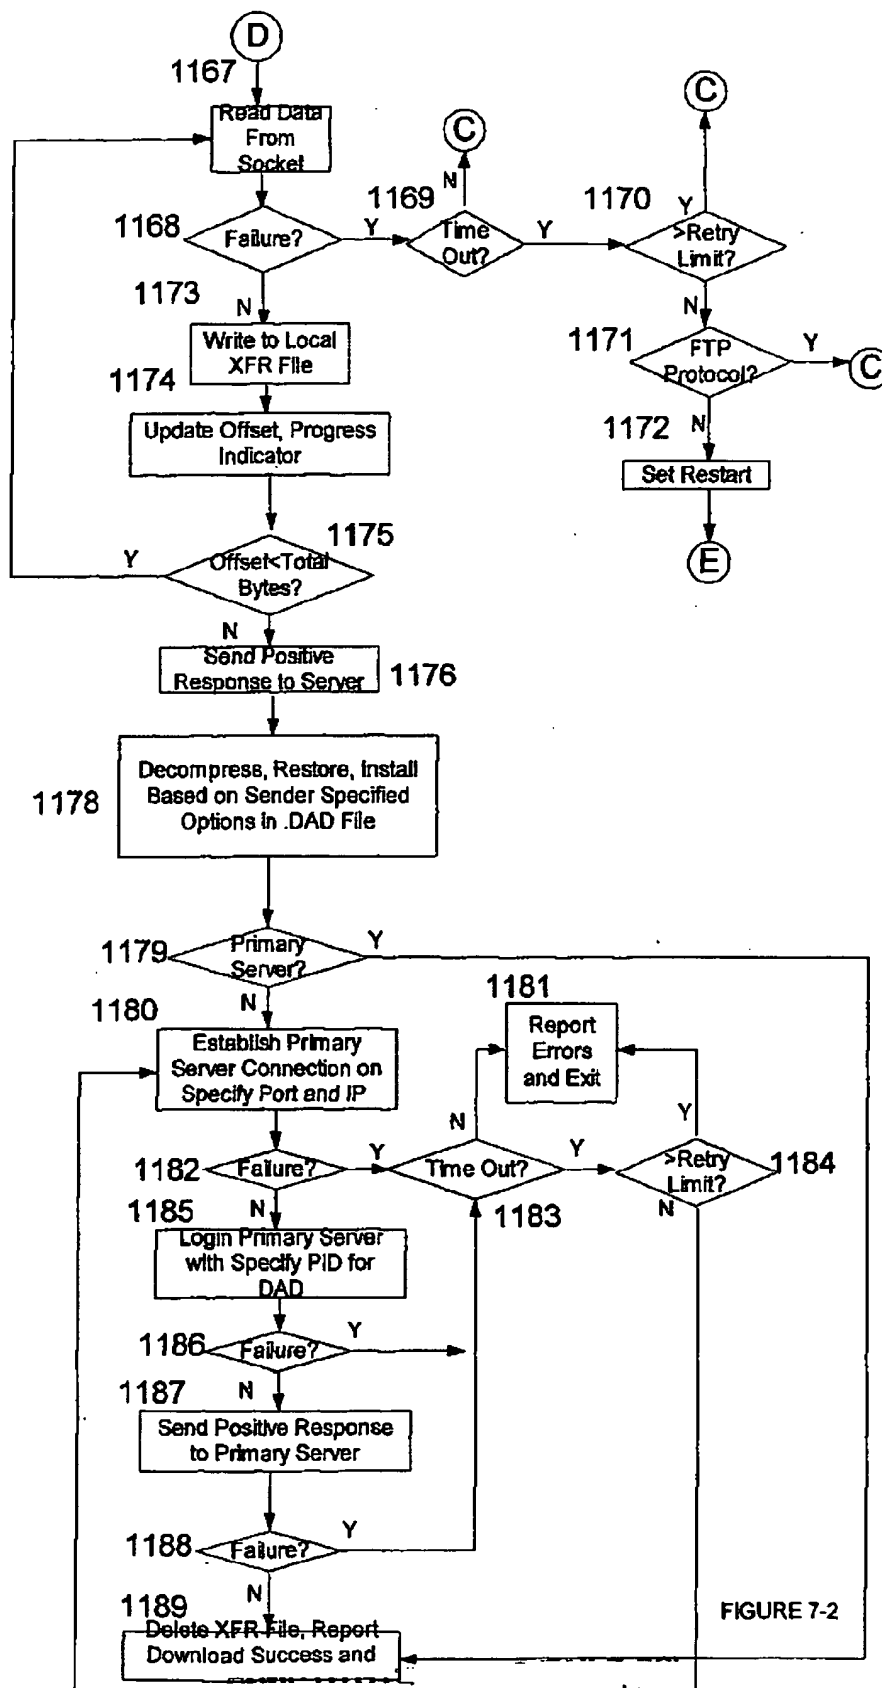 D
1167
Read Data
From
Socket
C
C
N
1169
1170
Y
1168
Failure?
Y
Time
Out?
Y
>Retry
Limit?
1173
N
N
Write to Local
XFR File
1171
FTP
Protocol?
Y
C
1174
Update Offset, Progress
Indicator
1172
N
Set Restart
1175
Y
Offset<Total
Bytes?
E
N
Send Positive
Response to Server
1176
1178
Decompress, Restore, Install
Based on Sender Specified
Options in .DAD File
1179
Primary
Server?
Y
N
1180
1181
Establish Primary
Server Connection on
Specify Port and IP
Report
Errors
and Exit
N
Y
1182
Failure?
Y
Time Out?
Y
>Retry
Limit?
1184
1185
N
1183
N
Login Primary Server
with Specify PID for
DAD
1186
Failure?
Y
1187
N
Send Positive Response
to Primary Server
1188
Failure?
Y
N
1189
FIGURE 7-2
Delete XFR File, Report
Download Success and